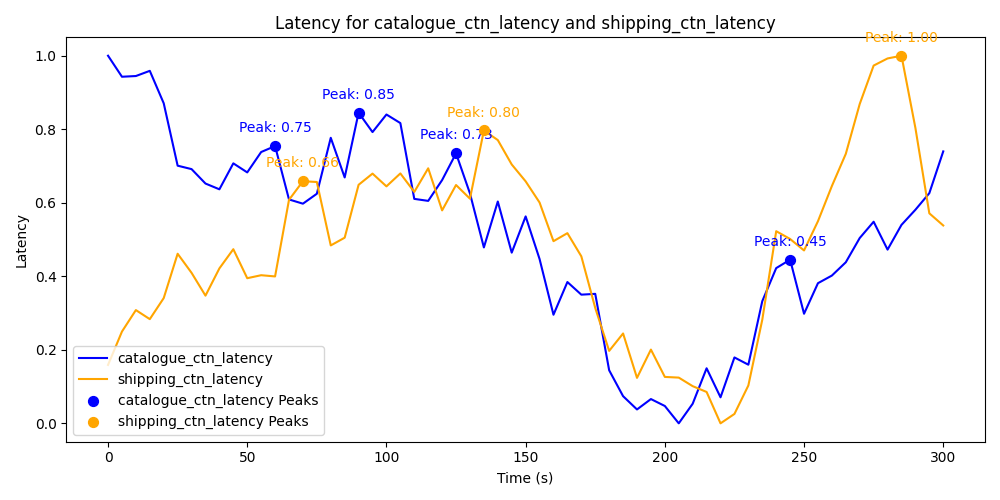 Latency for catalogue_ctn_latency and shipping_ctn_latency
Peak: 1.00
1.0
Peak: 0.85
Peak: 0.80
0.8
Peak: 0.75
Peak: 0.73
Peak: 0.66
0.6
Latency
Peak: 0.45
0.4
0.2
0.0
catalogue_ctn_latency
shipping_ctn_latency
catalogue_ctn_latency Peaks
shipping_ctn_latency Peaks
0 50 100 150 200 250 300
Time (s)